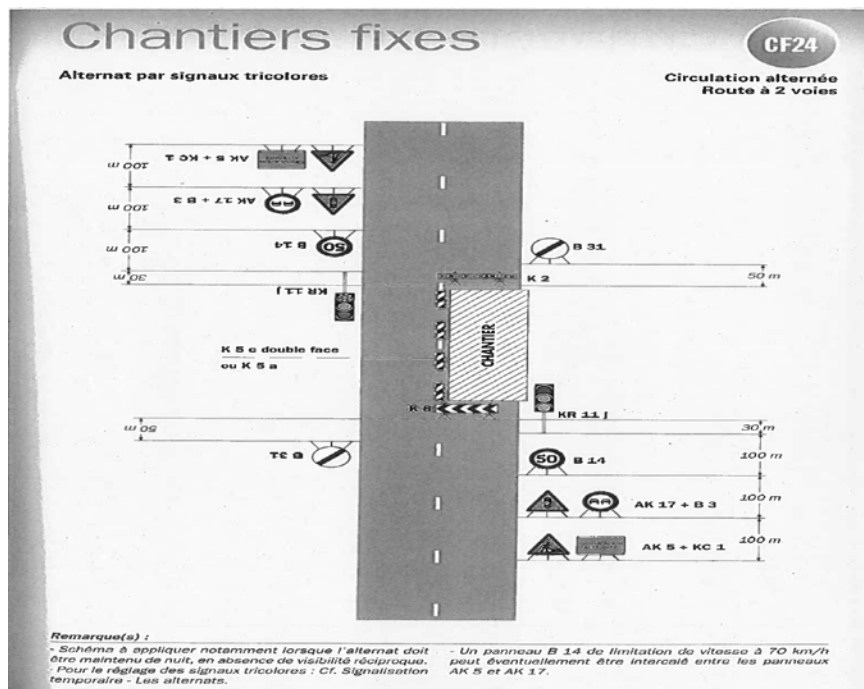 Chantiers fixes
CF24
Alternat par signaux tricolores
Circulation alternée
Route à 2 voies
100 m
AK 5 + KC 1
100 m
AK 17 + B 3
100 m
B 14
50
30 m
KR 11 j
B 31
50 m
K 2
K 5 c double face
ou K 5 a
CHANTIER
K 8
KR 11 j
30 m
50 m
B 31
50
B 14
100 m
AK 17 + B 3
100 m
AK 5 + KC 1
100 m
Remarque(s) :
- Schéma à appliquer notamment lorsque l'alternat doit
être maintenu de nuit, en absence de visibilité réciproque.
- Pour le réglage des signaux tricolores : Cf. Signalisation
temporaire - Les alternats.
- Un panneau B 14 de limitation de vitesse à 70 km/h
peut éventuellement être intercalé entre les panneaux
AK 5 et AK 17.